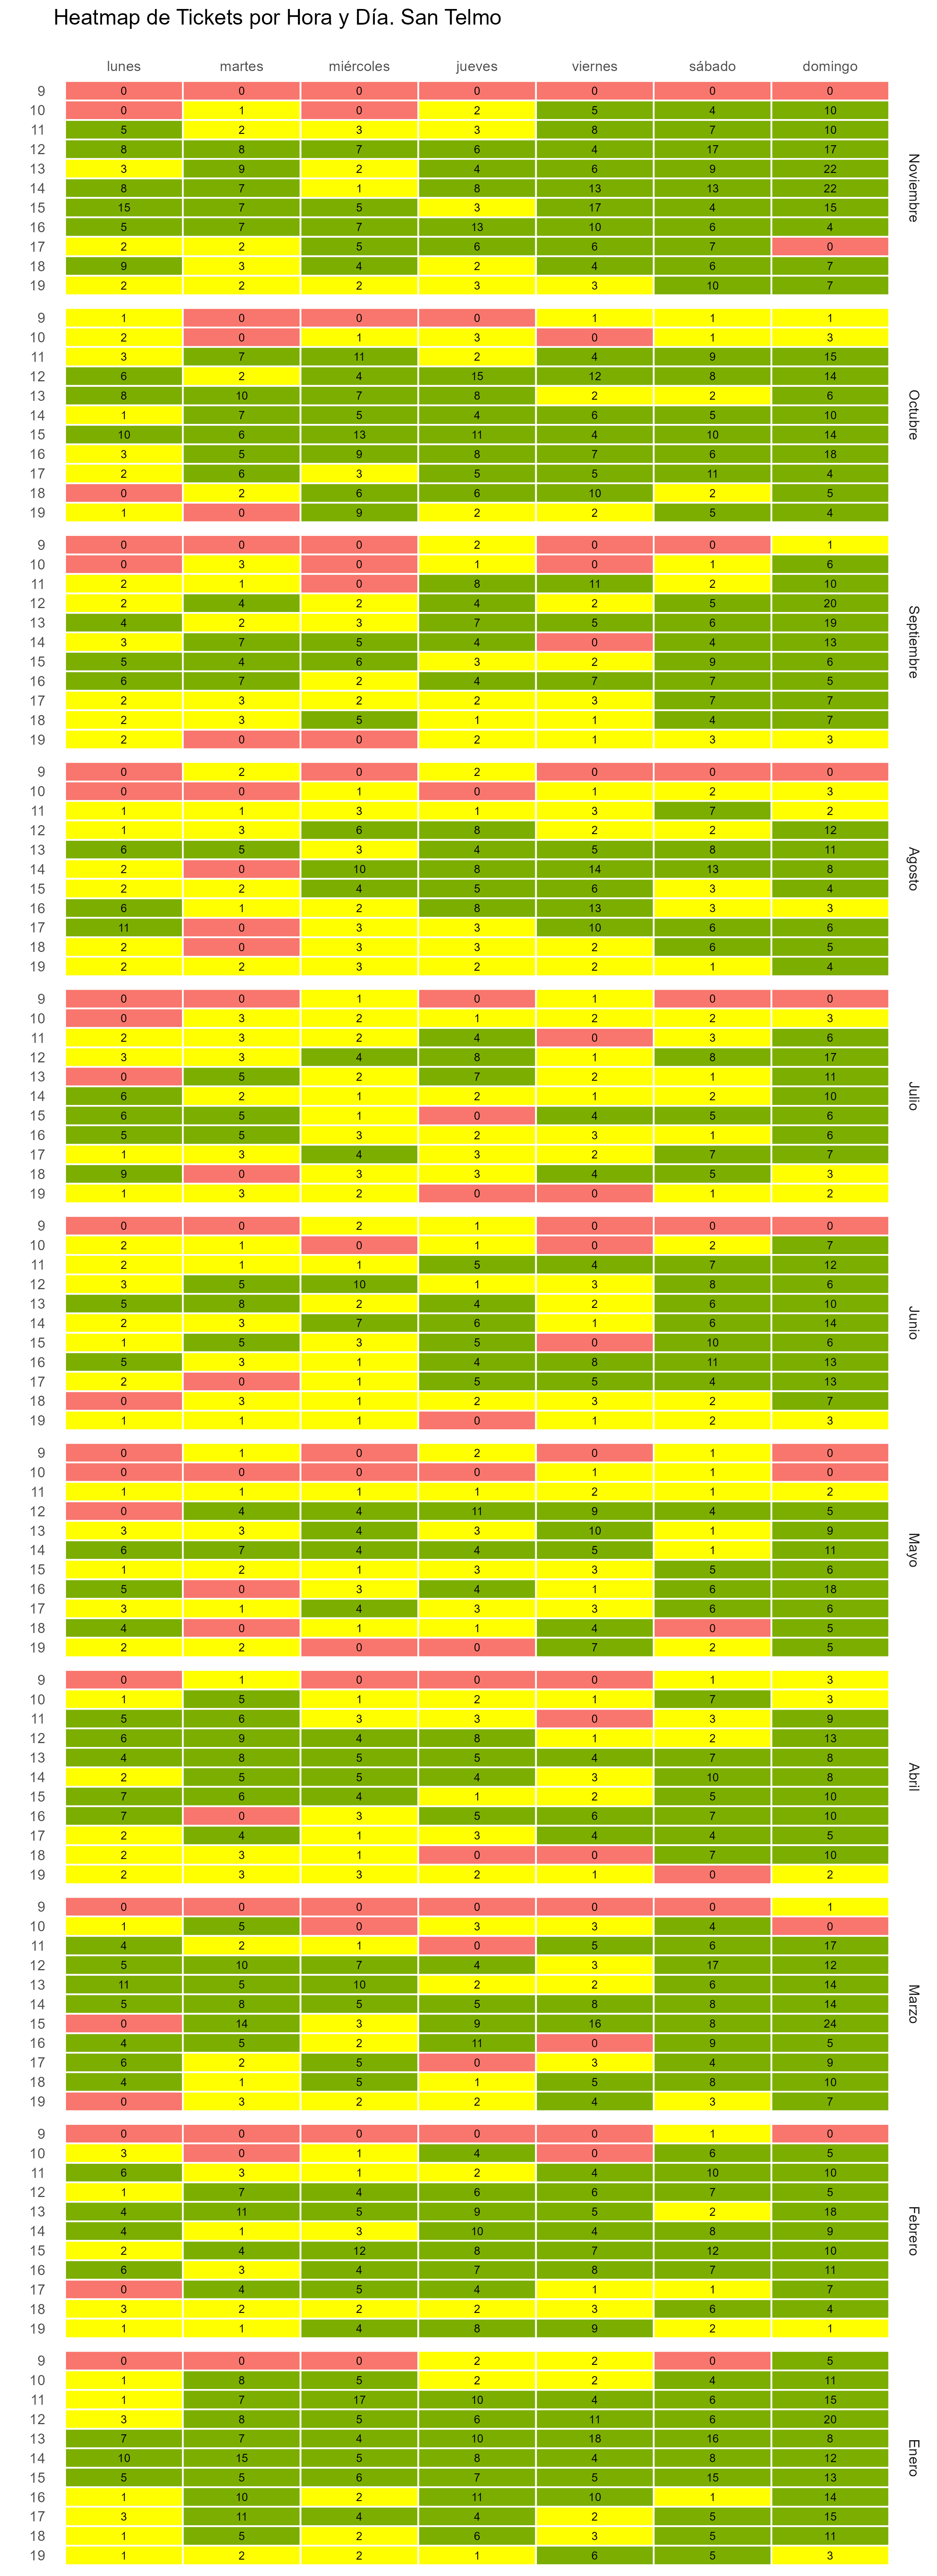 Heatmap de Tickets por Hora y Día. San Telmo
lunes martes miércoles jueves viernes sábado domingo
Noviembre
9 0 0 0 0 0 0 0
10 0 1 0 2 5 4 10
11 5 2 3 3 8 7 10
12 8 8 7 6 4 17 17
13 3 9 2 4 6 9 22
14 8 7 1 8 13 13 22
15 15 7 5 3 17 4 15
16 5 7 7 13 10 6 4
17 2 2 5 6 6 7 0
18 9 3 4 2 4 6 7
19 2 2 2 3 3 10 7
Octubre
9 1 0 0 0 1 1 1
10 2 0 1 3 0 1 3
11 3 7 11 2 4 9 15
12 6 2 4 15 12 8 14
13 8 10 7 8 2 2 6
14 1 7 5 4 6 5 10
15 10 6 13 11 4 10 14
16 3 5 9 8 7 6 18
17 2 6 3 5 5 11 4
18 0 2 6 6 10 2 5
19 1 0 9 2 2 5 4
Septiembre
9 0 0 0 2 0 0 1
10 0 3 0 1 0 1 6
11 2 1 0 8 11 2 10
12 2 4 2 4 2 5 20
13 4 2 3 7 5 6 19
14 3 7 5 4 0 4 13
15 5 4 6 3 2 9 6
16 6 7 2 4 7 7 5
17 2 3 2 2 3 7 7
18 2 3 5 1 1 4 7
19 2 0 0 2 1 3 3
Agosto
9 0 2 0 2 0 0 0
10 0 0 1 0 1 2 3
11 1 1 3 1 3 7 2
12 1 3 6 8 2 2 12
13 6 5 3 4 5 8 11
14 2 0 10 8 14 13 8
15 2 2 4 5 6 3 4
16 6 1 2 8 13 3 3
17 11 0 3 3 10 6 6
18 2 0 3 3 2 6 5
19 2 2 3 2 2 1 4
Julio
9 0 0 1 0 1 0 0
10 0 3 2 1 2 2 3
11 2 3 2 4 0 3 6
12 3 3 4 8 1 8 17
13 0 5 2 7 2 1 11
14 6 2 1 2 1 2 10
15 6 5 1 0 4 5 6
16 5 5 3 2 3 1 6
17 1 3 4 3 2 7 7
18 9 0 3 3 4 5 3
19 1 3 2 0 0 1 2
Junio
9 0 0 2 1 0 0 0
10 2 1 0 1 0 2 7
11 2 1 1 5 4 7 12
12 3 5 10 1 3 8 6
13 5 8 2 4 2 6 10
14 2 3 7 6 1 6 14
15 1 5 3 5 0 10 6
16 5 3 1 4 8 11 13
17 2 0 1 5 5 4 13
18 0 3 1 2 3 2 7
19 1 1 1 0 1 2 3
Mayo
9 0 1 0 2 0 1 0
10 0 0 0 0 1 1 0
11 1 1 1 1 2 1 2
12 0 4 4 11 9 4 5
13 3 3 4 3 10 1 9
14 6 7 4 4 5 1 11
15 1 2 1 3 3 5 6
16 5 0 3 4 1 6 18
17 3 1 4 3 3 6 6
18 4 0 1 1 4 0 5
19 2 2 0 0 7 2 5
Abril
9 0 1 0 0 0 1 3
10 1 5 1 2 1 7 3
11 5 6 3 3 0 3 9
12 6 9 4 8 1 2 13
13 4 8 5 5 4 7 8
14 2 5 5 4 3 10 8
15 7 6 4 1 2 5 10
16 7 0 3 5 6 7 10
17 2 4 1 3 4 4 5
18 2 3 1 0 0 7 10
19 2 3 3 2 1 0 2
Marzo
9 0 0 0 0 0 0 1
10 1 5 0 3 3 4 0
11 4 2 1 0 5 6 17
12 5 10 7 4 3 17 12
13 11 5 10 2 2 6 14
14 5 8 5 5 8 8 14
15 0 14 3 9 16 8 24
16 4 5 2 11 0 9 5
17 6 2 5 0 3 4 9
18 4 1 5 1 5 8 10
19 0 3 2 2 4 3 7
Febrero
9 0 0 0 0 0 1 0
10 3 0 1 4 0 6 5
11 6 3 1 2 4 10 10
12 1 7 4 6 6 7 5
13 4 11 5 9 5 2 18
14 4 1 3 10 4 8 9
15 2 4 12 8 7 12 10
16 6 3 4 7 8 7 11
17 0 4 5 4 1 1 7
18 3 2 2 2 3 6 4
19 1 1 4 8 9 2 1
Enero
9 0 0 0 2 2 0 5
10 1 8 5 2 2 4 11
11 1 7 17 10 4 6 15
12 3 8 5 6 11 6 20
13 7 7 4 10 18 16 8
14 10 15 5 8 4 8 12
15 5 5 6 7 5 15 13
16 1 10 2 11 10 1 14
17 3 11 4 4 2 5 15
18 1 5 2 6 3 5 11
19 1 2 2 1 6 5 3